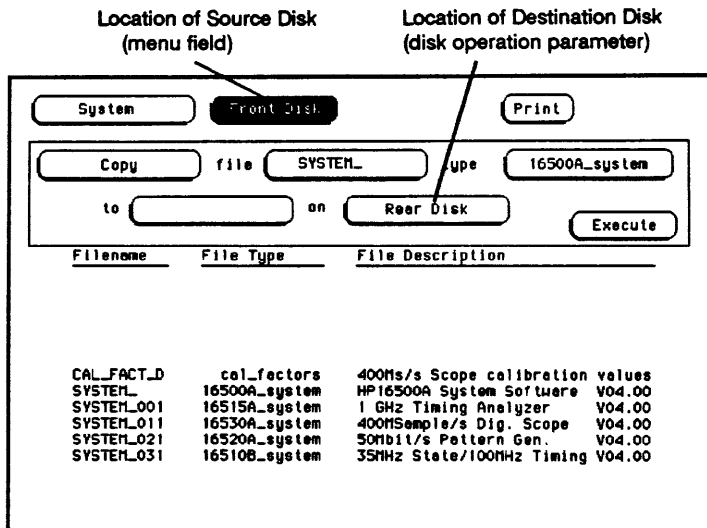 Location of Source Disk
(menu field)
Location of Destination Disk
(disk operation parameter)
System Front Disk Print
Copy file SYSTEM_ type 16500A_system
to on Rear Disk
Execute
Filename File Type File Description
CAL_FACT_D cal_factors 400Ms/s Scope calibration values
SYSTEM_ 16500A_system HP16500A System Software V04.00
SYSTEM_001 16515A_system 1 GHz Timing Analyzer V04.00
SYSTEM_011 16530A_system 400MSample/s Dig. Scope V04.00
SYSTEM_021 16520A_system 50Mbit/s Pattern Gen. V04.00
SYSTEM_031 16510B_system 35MHz State/100MHz Timing V04.00